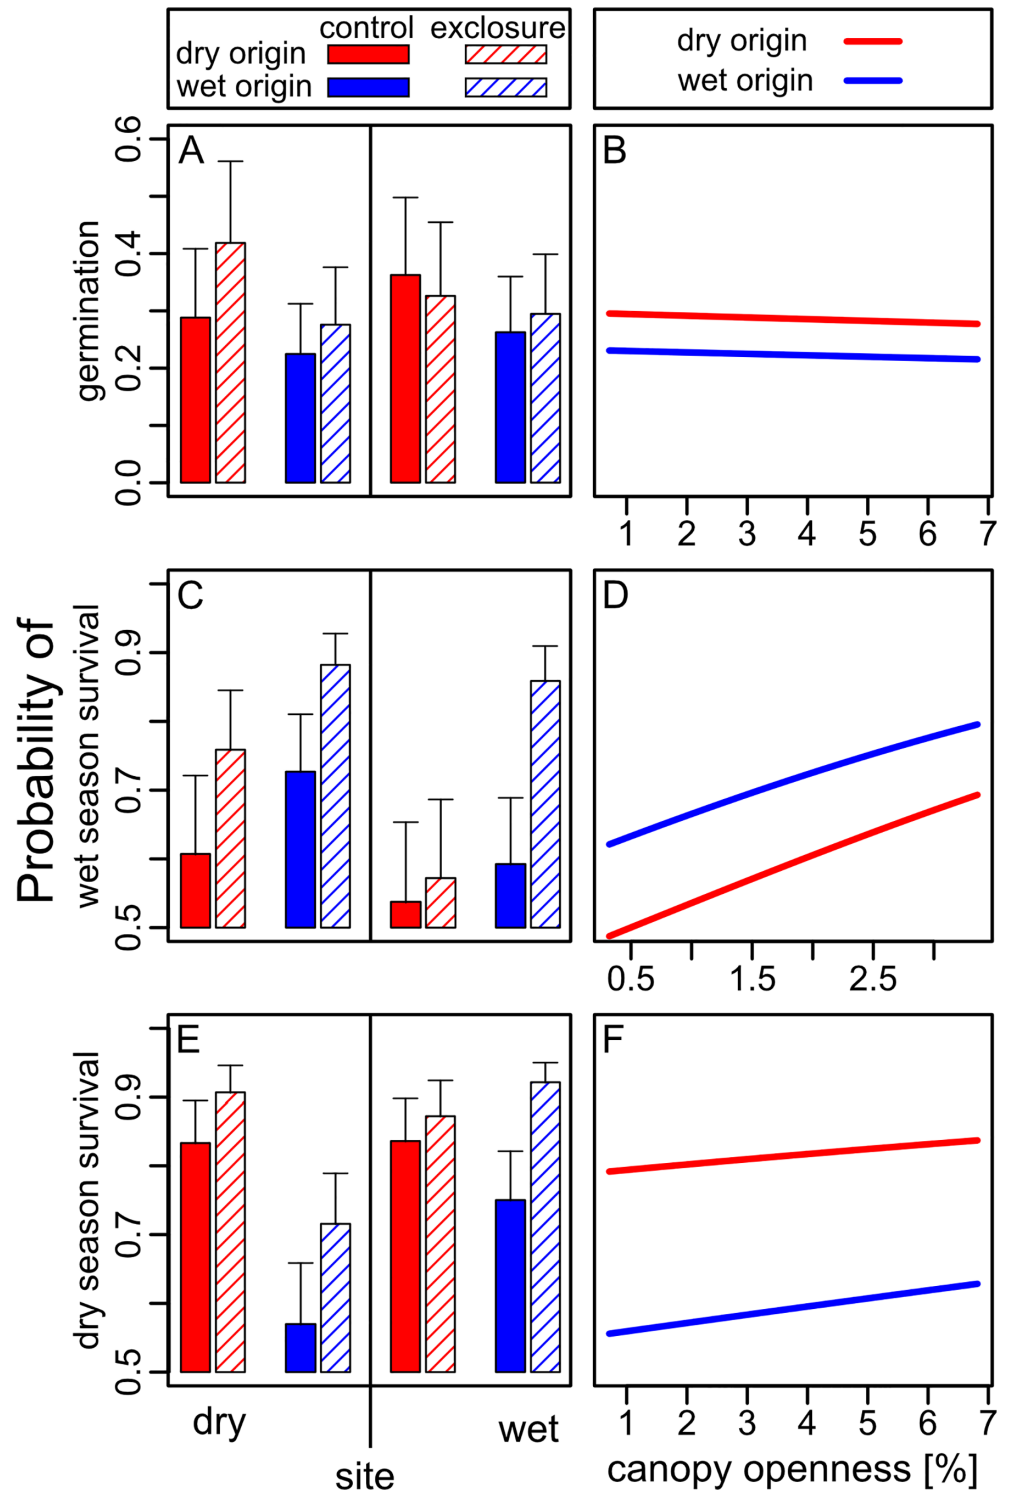 control exclosure
dry origin
wet origin
dry origin
wet origin
A
B
germination
0.0 0.2 0.4 0.6
1 2 3 4 5 6 7
Probability of
C
D
wet season survival
0.5 0.7 0.9
0.5 1.5 2.5
E
F
dry season survival
0.5 0.7 0.9
dry wet
site
1 2 3 4 5 6 7
canopy openness [%]